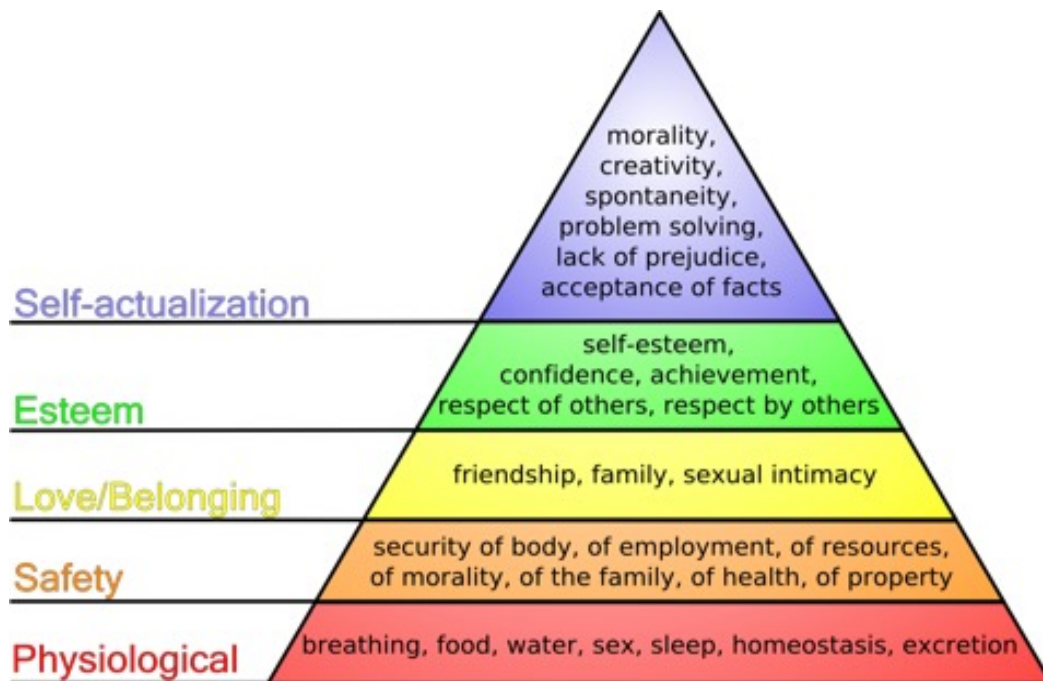 morality,
creativity,
spontaneity,
problem solving,
lack of prejudice,
acceptance of facts
Self-actualization
self-esteem,
confidence, achievement,
respect of others, respect by others
Esteem
friendship, family, sexual intimacy
Love/Belonging
security of body, of employment, of resources,
of morality, of the family, of health, of property
Safety
breathing, food, water, sex, sleep, homeostasis, excretion
Physiological